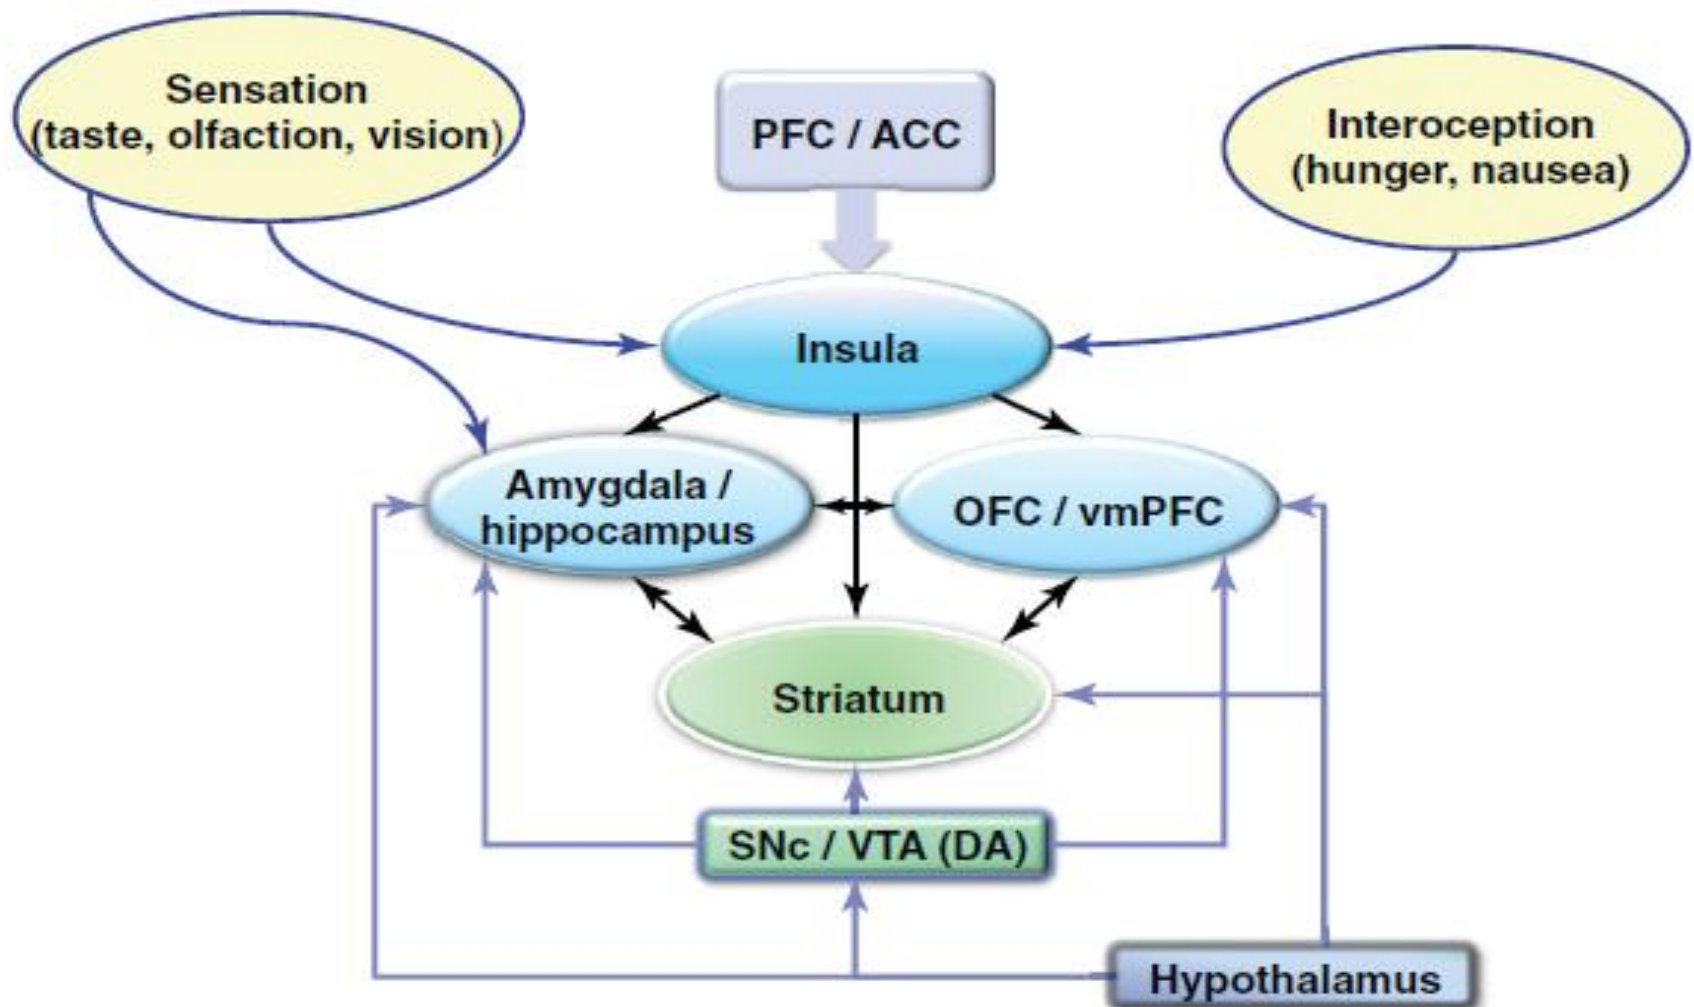 Sensation
(taste, olfaction, vision)
PFC / ACC
Interoception
(hunger, nausea)
Insula
Amygdala /
hippocampus
OFC / vmPFC
Striatum
SNc / VTA (DA)
Hypothalamus